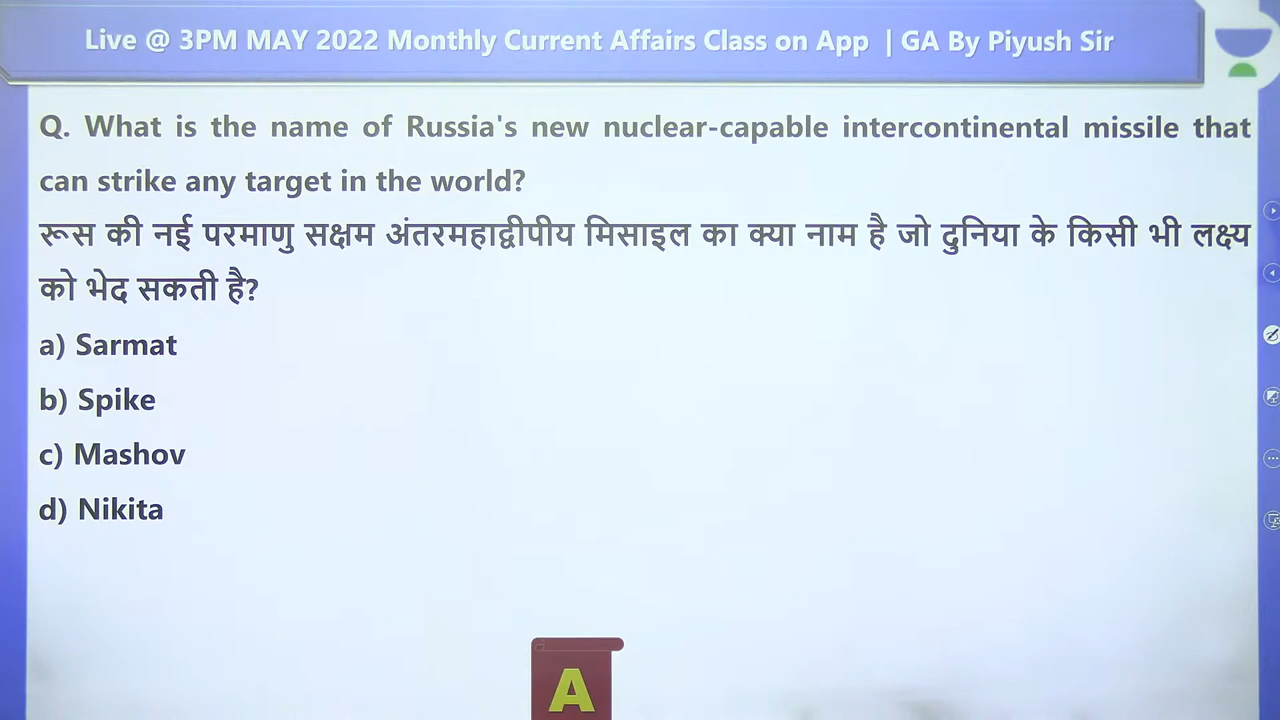 Live @ 3PM MAY 2022 Monthly Current Affairs Class on App | GA By Piyush Sir
Q. What is the name of Russia's new nuclear-capable intercontinental missile that
can strike any target in the world?
रूस की नई परमाणु सक्षम अंतरमहाद्वीपीय मिसाइल का क्या नाम है जो दुनिया के किसी भी लक्ष्य
को भेद सकती है?
a) Sarmat
b) Spike
c) Mashov
d) Nikita
A